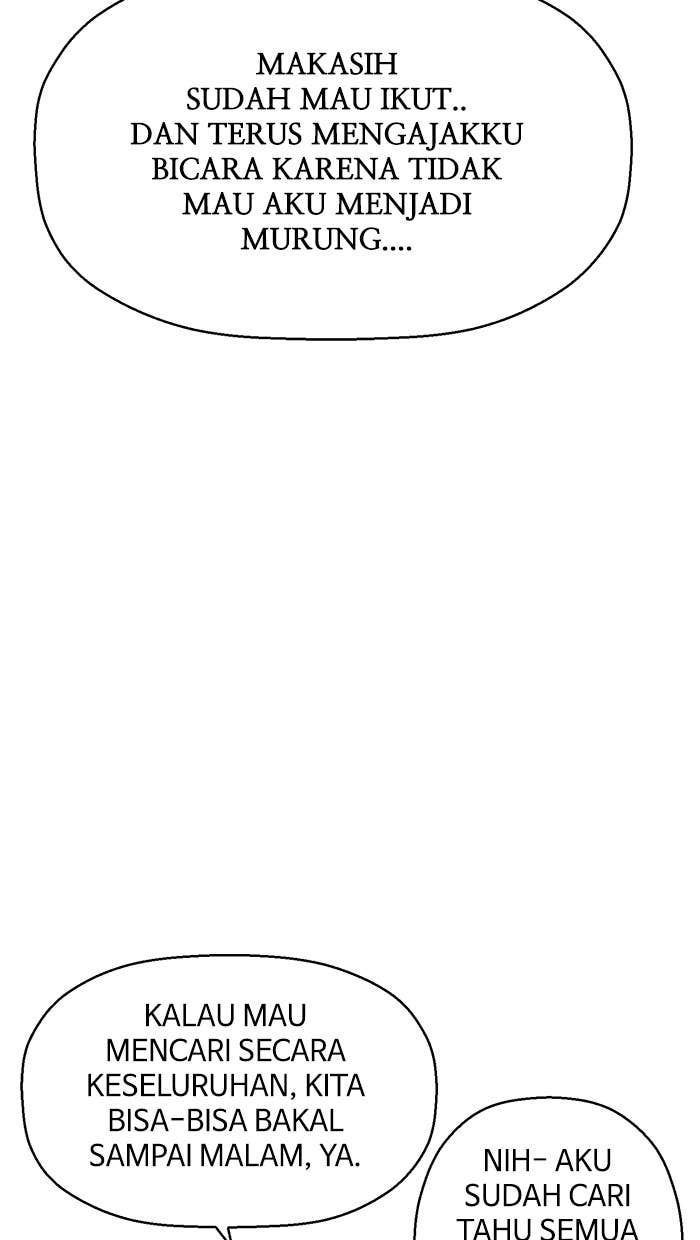 MAKASIH
SUDAH MAU IKUT..
DAN TERUS MENGAJAKKU
BICARA KARENA TIDAK
MAU AKU MENJADI
MURUNG....
KALAU MAU
MENCARI SECARA
KESELURUHAN, KITA
BISA-BISA BAKAL
SAMPAI MALAM, YA.
NIH- AKU
SUDAH CARI
TAHU SEMUA